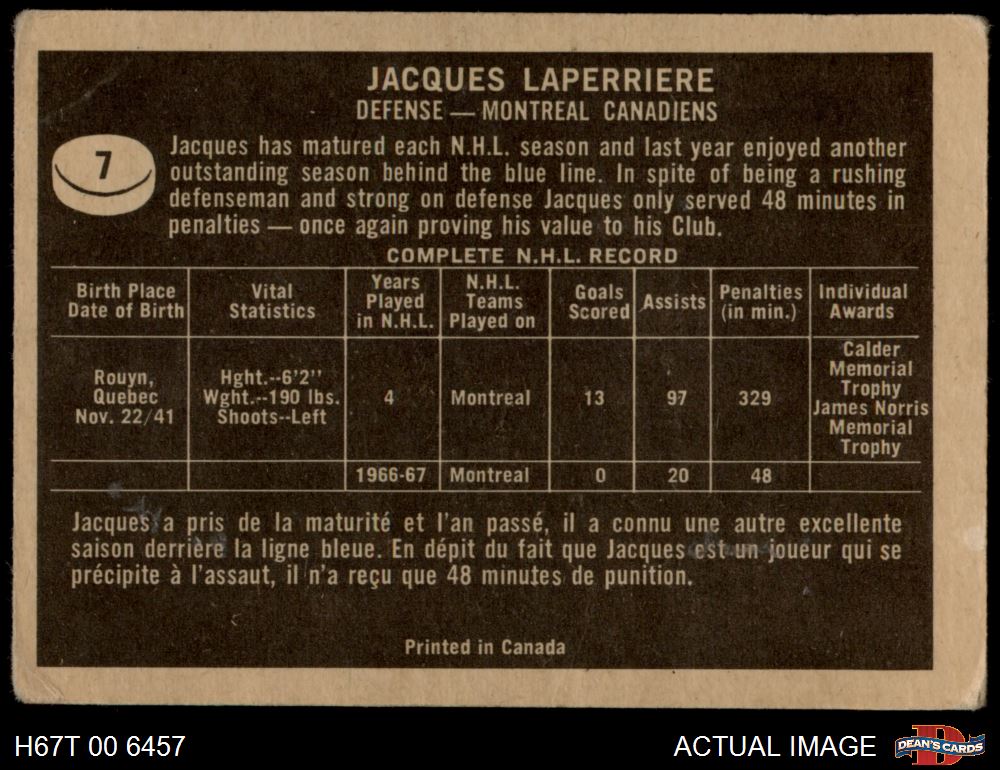 JACQUES LAPERRIERE
DEFENSE — MONTREAL CANADIENS
7
Jacques has matured each N.H.L. season and last year enjoyed another
outstanding season behind the blue line. In spite of being a rushing
defenseman and strong on defense Jacques only served 48 minutes in
penalties — once again proving his value to his Club.
COMPLETE N.H.L. RECORD
Birth Place
Date of Birth
Vital
Statistics
Years
Played
in N.H.L.
N.H.L.
Teams
Played on
Goals
Scored
Assists
Penalties
(in min.)
Individual
Awards
Rouyn,
Quebec
Nov. 22/41
Hght.--6'2''
Wght.--190 lbs.
Shoots--Left
4
Montreal
13
97
329
Calder
Memorial
Trophy
James Norris
Memorial
Trophy
1966-67
Montreal
0
20
48
Jacques a pris de la maturité et l'an passé, il a connu une autre excellente
saison derrière la ligne bleue. En dépit du fait que Jacques est un joueur qui se
précipite à l'assaut, il n'a reçu que 48 minutes de punition.
Printed in Canada
H67T 00 6457
ACTUAL IMAGE
D
DEAN'S CARDS